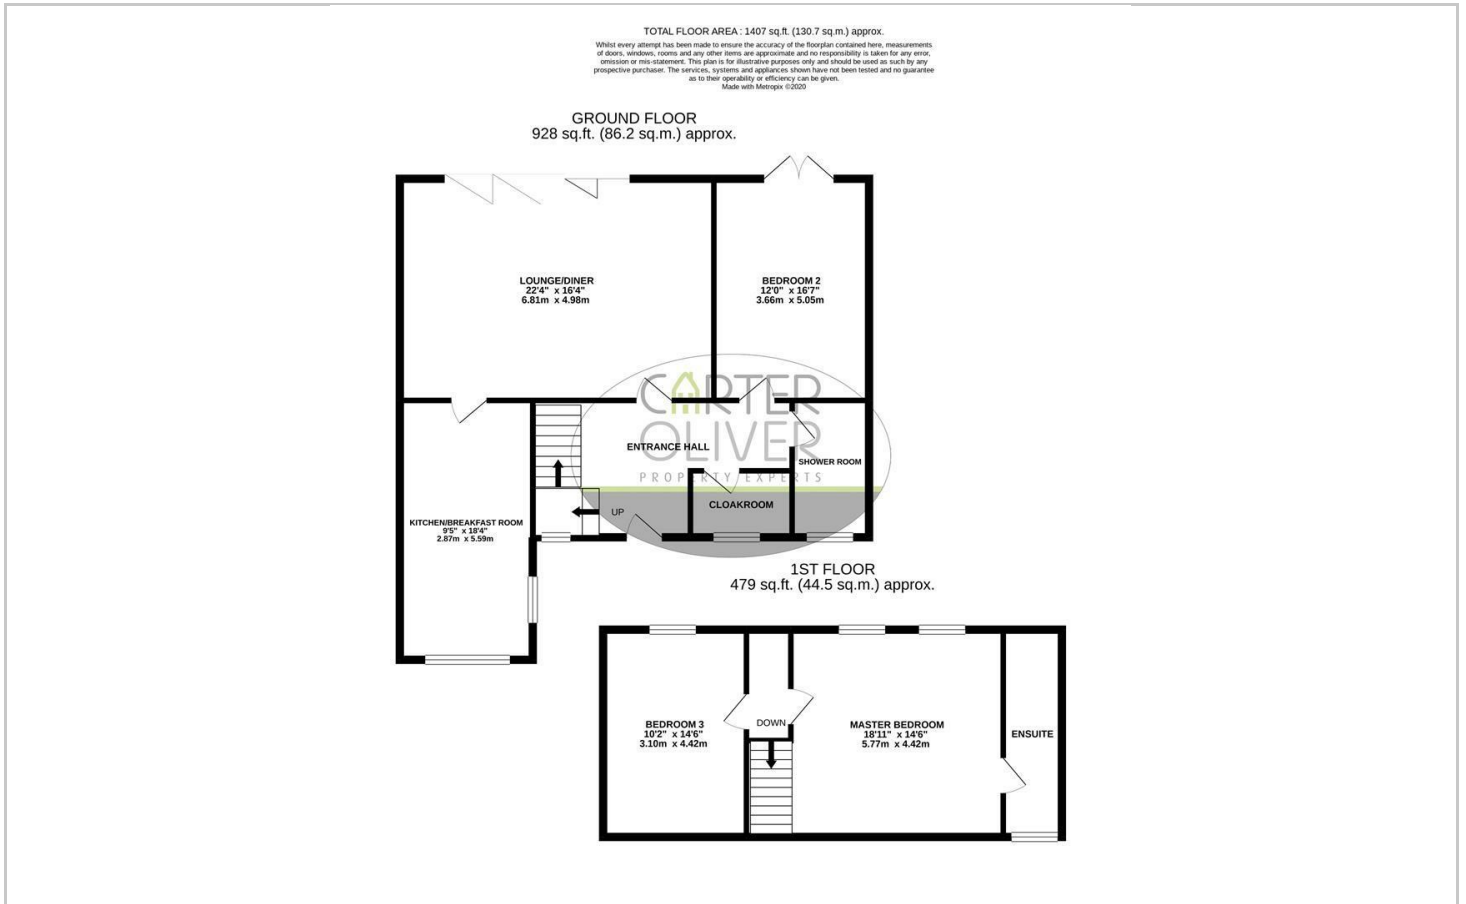 TOTAL FLOOR AREA : 1407 sq.ft. (130.7 sq.m.) approx.
Whilst every attempt has been made to ensure the accuracy of the floorplan contained here, measurements
of doors, windows, rooms and any other items are approximate and no responsibility is taken for any error,
omission or mis-statement. This plan is for illustrative purposes only and should be used as such by any
prospective purchaser. The services, systems and appliances shown have not been tested and no guarantee
as to their operability or efficiency can be given.
Made with Metropix ©2020
GROUND FLOOR
928 sq.ft. (86.2 sq.m.) approx.
LOUNGE/DINER
22'4" x 16'4"
6.81m x 4.98m
BEDROOM 2
12'0" x 16'7"
3.66m x 5.05m
CARTER
OLIVER
PROPERTY EXPERTS
ENTRANCE HALL
SHOWER ROOM
CLOAKROOM
UP
KITCHEN/BREAKFAST ROOM
9'5" x 18'4"
2.87m x 5.59m
1ST FLOOR
479 sq.ft. (44.5 sq.m.) approx.
BEDROOM 3
10'2" x 14'6"
3.10m x 4.42m
DOWN
MASTER BEDROOM
18'11" x 14'6"
5.77m x 4.42m
ENSUITE